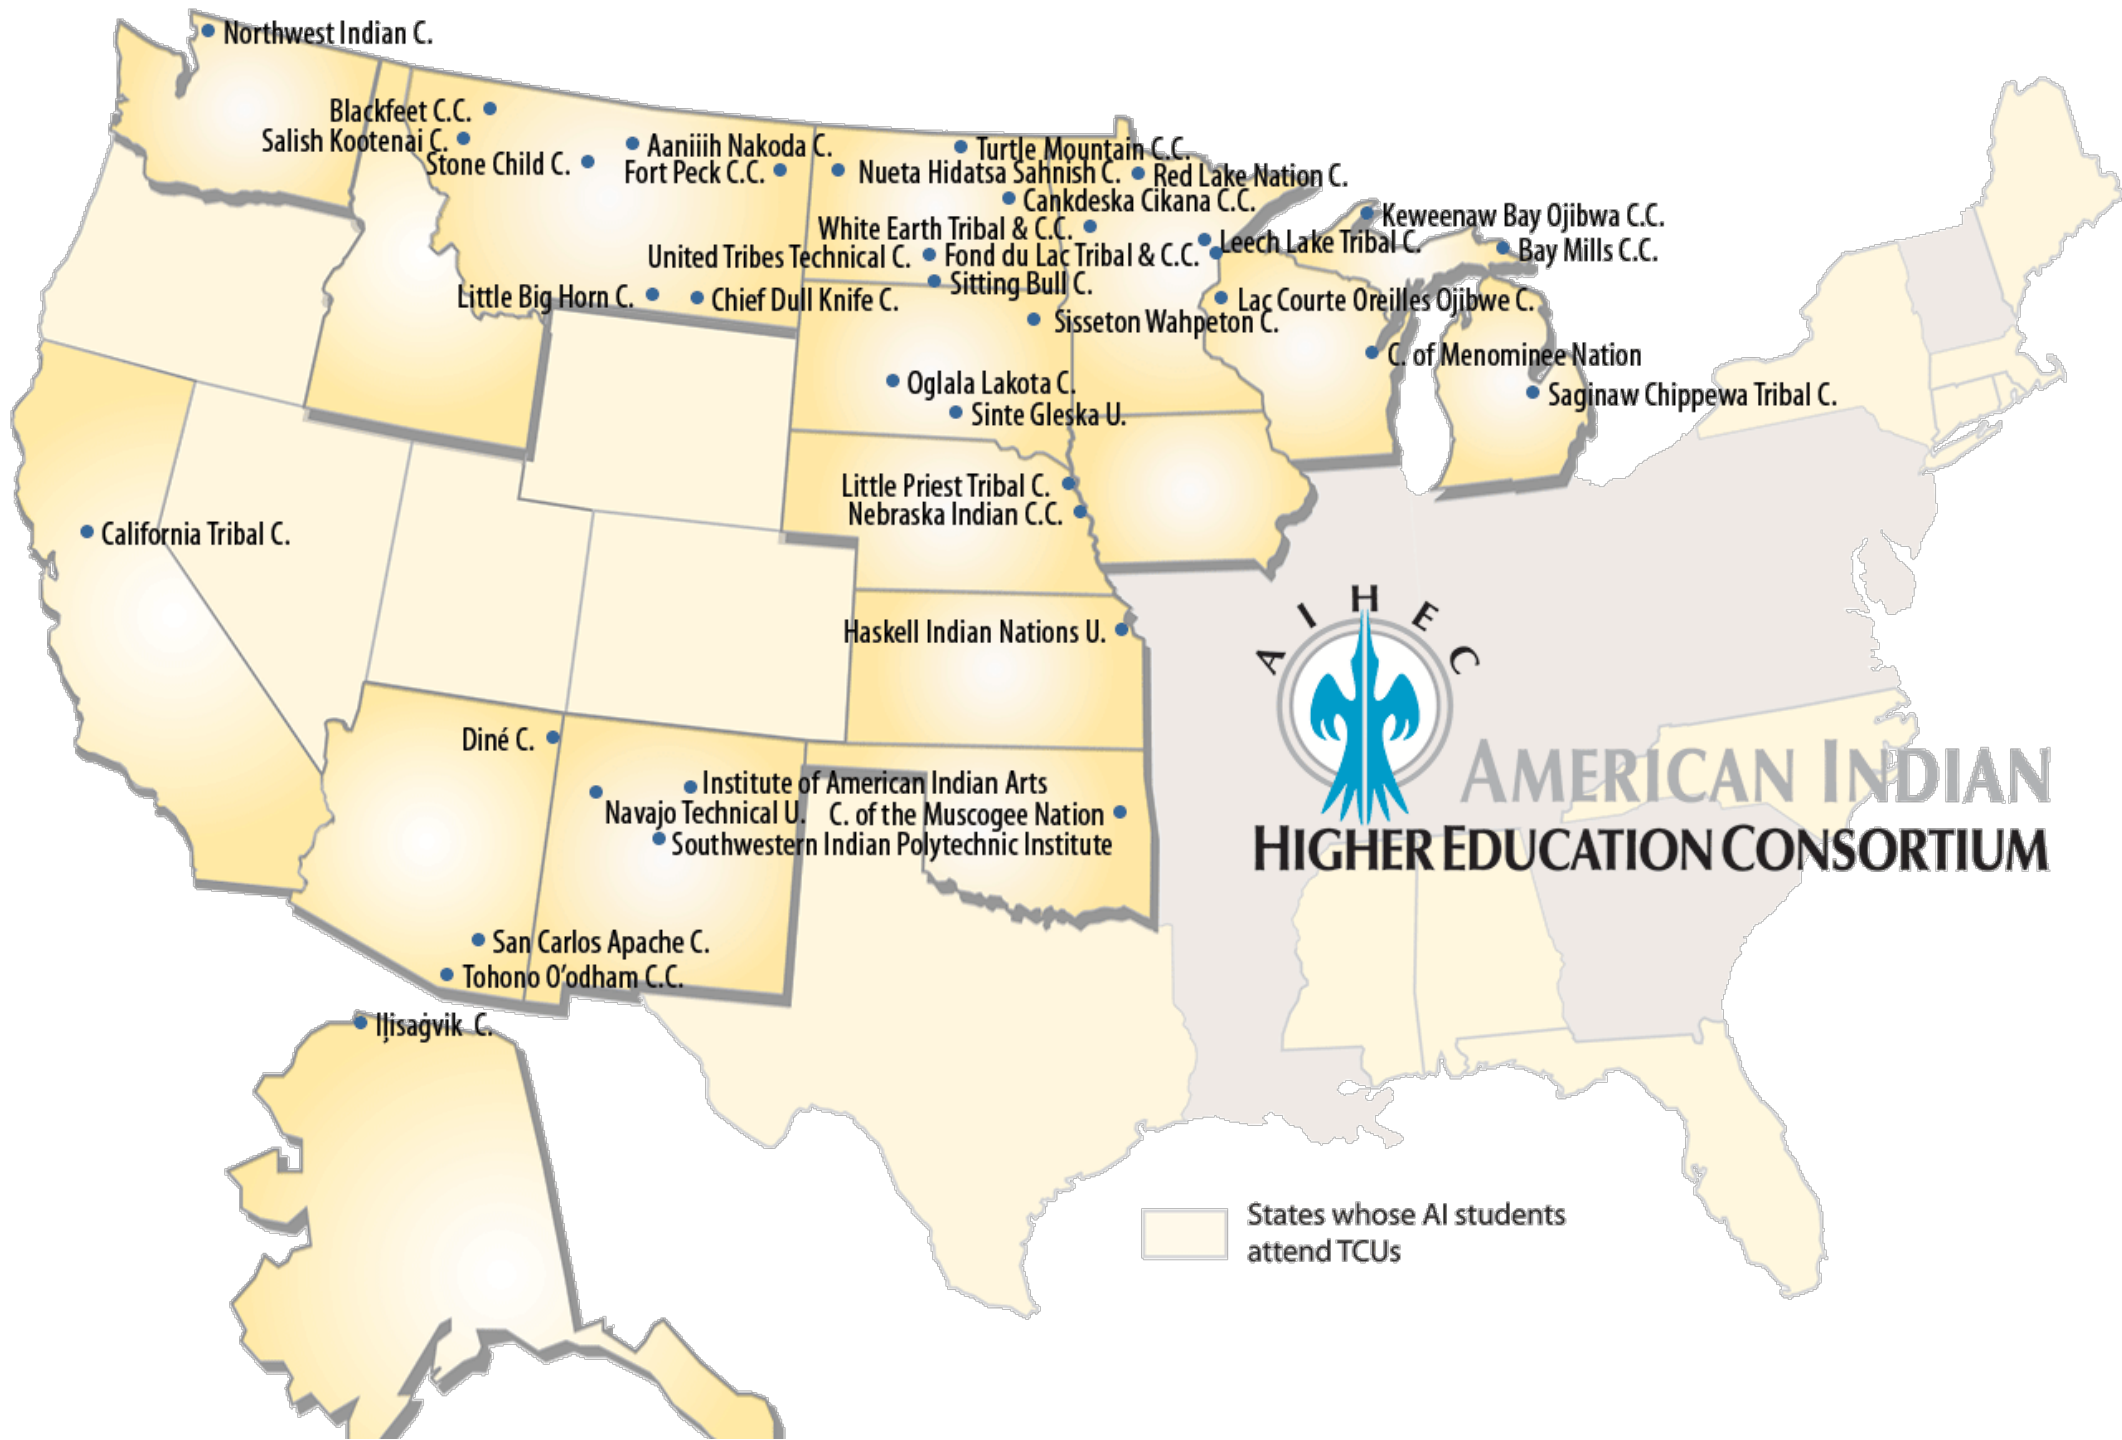 Northwest Indian C.
Blackfeet C.C.
Salish Kootenai C.
Stone Child C.
Aaniiih Nakoda C.
Fort Peck C.C.
Turtle Mountain C.C.
Nueta Hidatsa Sahnish C.
Red Lake Nation C.
Cankdeska Cikana C.C.
White Earth Tribal & C.C.
Keweenaw Bay Ojibwa C.C.
Leech Lake Tribal C.
Bay Mills C.C.
United Tribes Technical C.
Fond du Lac Tribal & C.C.
Sitting Bull C.
Little Big Horn C.
Chief Dull Knife C.
Lac Courte Oreilles Ojibwe C.
Sisseton Wahpeton C.
C. of Menominee Nation
Oglala Lakota C.
Saginaw Chippewa Tribal C.
Sinte Gleska U.
Little Priest Tribal C.
Nebraska Indian C.C.
California Tribal C.
Haskell Indian Nations U.
AIHEC
AMERICAN INDIAN
HIGHER EDUCATION CONSORTIUM
Diné C.
Institute of American Indian Arts
Navajo Technical U.
C. of the Muscogee Nation
Southwestern Indian Polytechnic Institute
San Carlos Apache C.
Tohono O'odham C.C.
Iḷisaġvik C.
States whose AI students
attend TCUs